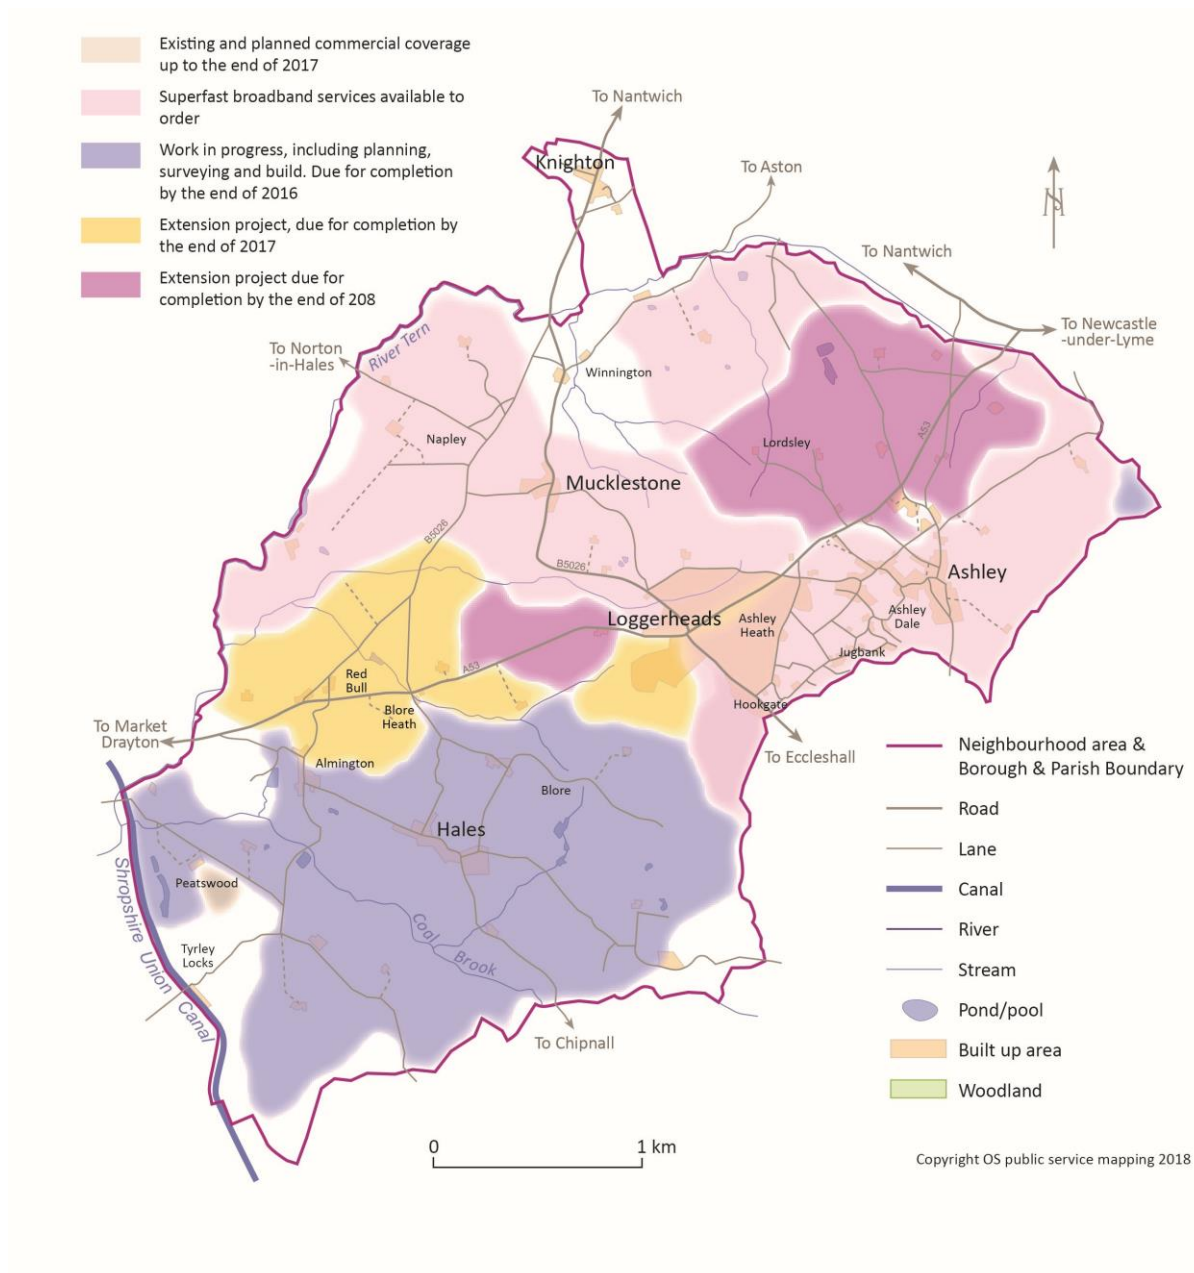 Existing and planned commercial coverage
up to the end of 2017
Superfast broadband services available to
order
Work in progress, including planning,
surveying and build. Due for completion
by the end of 2016
Extension project, due for completion by
the end of 2017
Extension project due for
completion by the end of 208
To Nantwich
Knighton
To Aston
N
To Nantwich
To Newcastle
-under-Lyme
River Tern
To Norton
-in-Hales
Winnington
Napley
Lordsley
A53
Mucklestone
B5026
B5026
Ashley
Loggerheads
Ashley
Heath
Ashley
Dale
Jugbank
Red
Bull
A53
Blore
Heath
Hookgate
To Market
Drayton
To Eccleshall
Almington
Blore
Hales
Peatswood
Shropshire Union Canal
Tyrley
Locks
Coal Brook
To Chipnall
Neighbourhood area &
Borough & Parish Boundary
Road
Lane
Canal
River
Stream
Pond/pool
Built up area
Woodland
0 1 km
Copyright OS public service mapping 2018